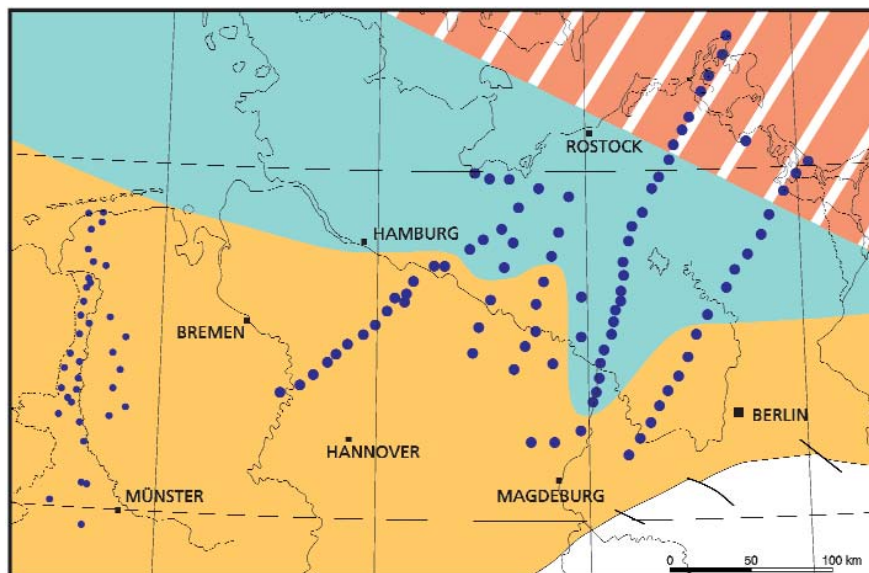 ROSTOCK
HAMBURG
BREMEN
BERLIN
HANNOVER
MÜNSTER
MAGDEBURG
0 50 100 km